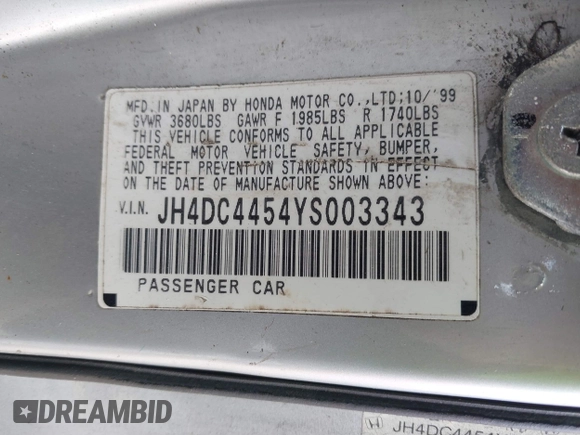 MFD. IN JAPAN BY HONDA MOTOR CO.,LTD;10/'99
GVWR 3680LBS GAWR F 1985LBS R 1740LBS
THIS VEHICLE CONFORMS TO ALL APPLICABLE
FEDERAL MOTOR VEHICLE SAFETY, BUMPER,
AND THEFT PREVENTION STANDARDS IN EFFECT
ON THE DATE OF MANUFACTURE SHOWN ABOVE:
V.I.N. JH4DC4454YS003343
PASSENGER CAR
DREAMBID
JH4DC4454